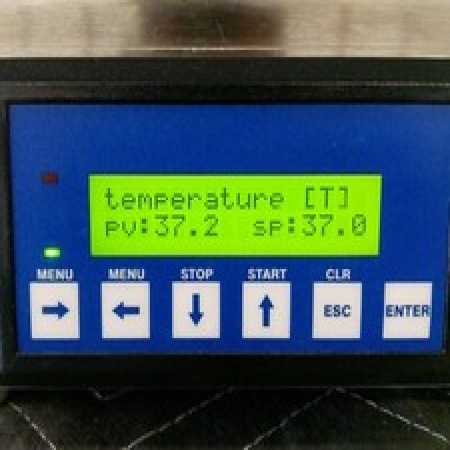 temperature [T]
pv:37.2 sp:37.0
MENU MENU STOP START CLR
ESC ENTER